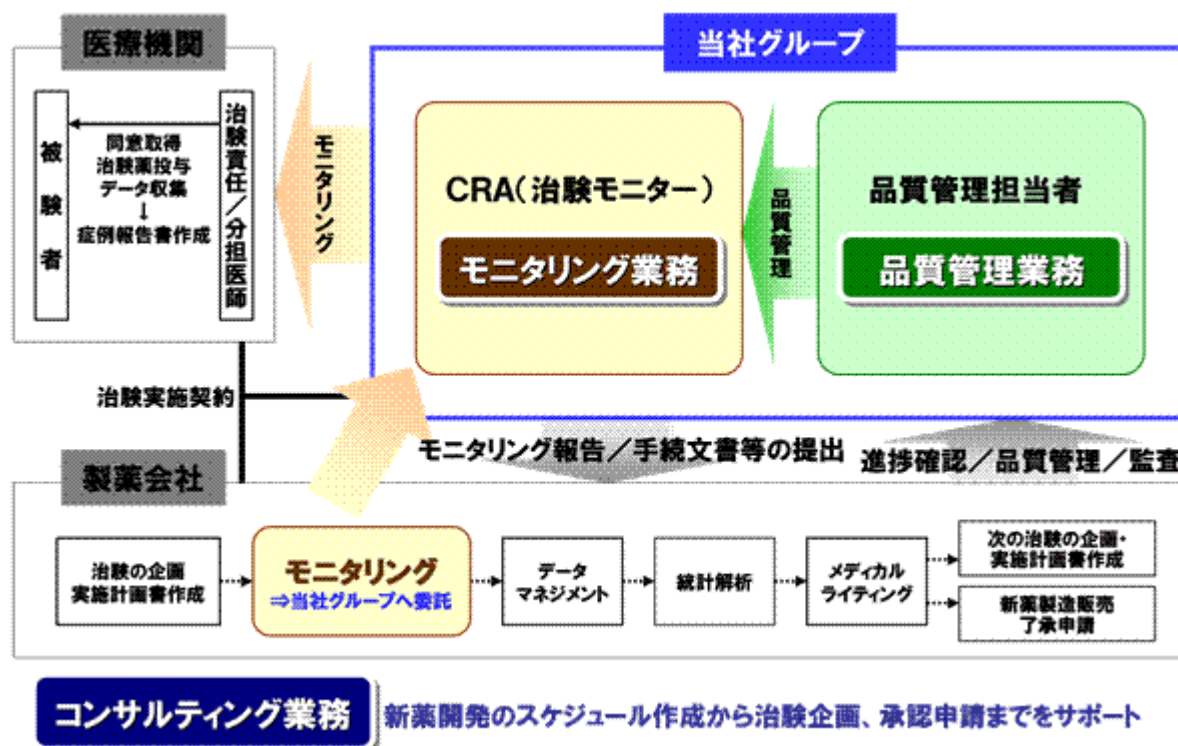 医療機関
当社グループ
被験者
治験責任/分担医師
同意取得
治験薬投与
データ収集
↓
症例報告書作成
モニタリング
CRA(治験モニター)
モニタリング業務
品質管理
品質管理担当者
品質管理業務
治験実施契約
モニタリング報告/手続文書等の提出
進捗確認/品質管理/監査
製薬会社
治験の企画
実施計画書作成
モニタリング
⇒当社グループへ委託
データ
マネジメント
統計解析
メディカル
ライティング
次の治験の企画・
実施計画書作成
新薬製造販売
了承申請
コンサルティング業務
新薬開発のスケジュール作成から治験企画、承認申請までをサポート